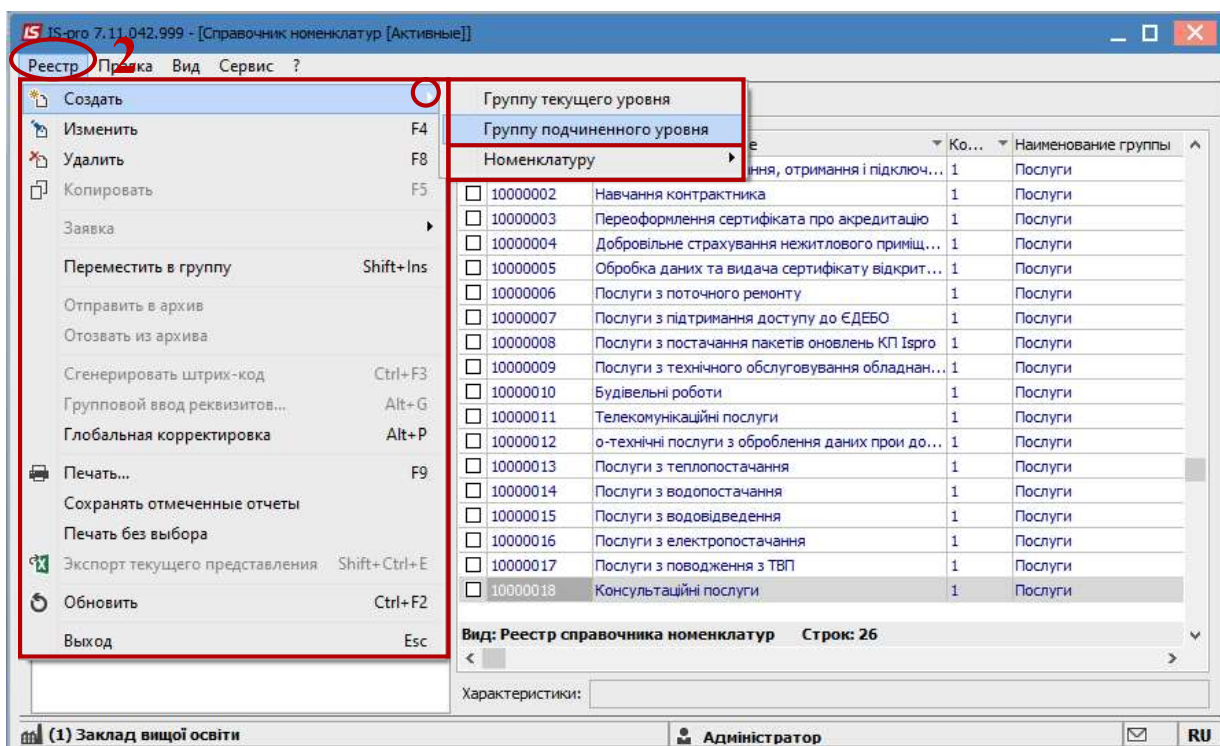 IS-pro 7.11.042.999 - [Справочник номенклатур [Активные]]
Реестр Правка Вид Сервис ?
2
Создать
Изменить F4
Удалить F8
Копировать F5
Заявка
Переместить в группу Shift+Ins
Отправить в архив
Отозвать из архива
Сгенерировать штрих-код Ctrl+F3
Групповой ввод реквизитов... Alt+G
Глобальная корректировка Alt+P
Печать... F9
Сохранять отмеченные отчеты
Печать без выбора
Экспорт текущего представления Shift+Ctrl+E
Обновить Ctrl+F2
Выход Esc
Группу текущего уровня
Группу подчиненного уровня
Номенклатуру
Ко... Наименование группы
отримання і підключ... 1 Послуги
10000002 Навчання контрактника 1 Послуги
10000003 Переоформлення сертифіката про акредитацію 1 Послуги
10000004 Добровільне страхування нежитлового приміщ... 1 Послуги
10000005 Обробка даних та видача сертифікату відкрит... 1 Послуги
10000006 Послуги з поточного ремонту 1 Послуги
10000007 Послуги з підтримання доступу до ЄДЕБО 1 Послуги
10000008 Послуги з постачання пакетів оновлень КП Ispro 1 Послуги
10000009 Послуги з технічного обслуговування обладнан... 1 Послуги
10000010 Будівельні роботи 1 Послуги
10000011 Телекомунікаційні послуги 1 Послуги
10000012 о-технічні послуги з оброблення даних прои до... 1 Послуги
10000013 Послуги з теплопостачання 1 Послуги
10000014 Послуги з водопостачання 1 Послуги
10000015 Послуги з водовідведення 1 Послуги
10000016 Послуги з електропостачання 1 Послуги
10000017 Послуги з поводження з ТВП 1 Послуги
10000018 Консультаційні послуги 1 Послуги
Вид: Реестр справочника номенклатур Строк: 26
Характеристики:
(1) Заклад вищої освіти Адміністратор RU